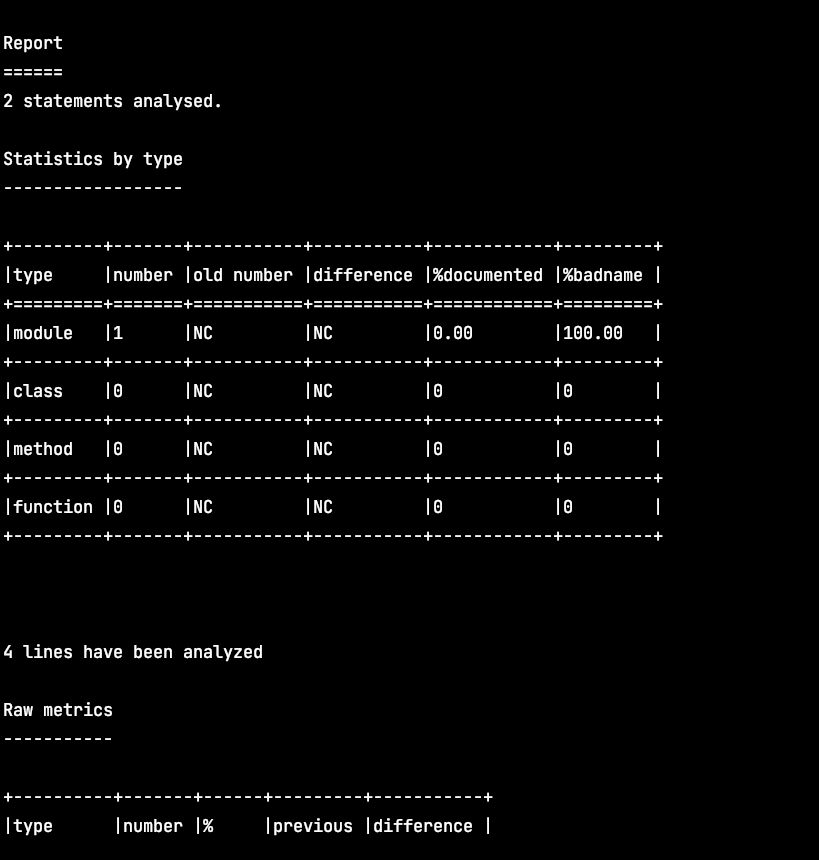 Report
======
2 statements analysed.
Statistics by type
------------------
+---------+-------+-----------+-----------+------------+---------+
|type     |number |old number |difference |%documented |%badname |
+=========+=======+===========+===========+============+=========+
|module   |1      |NC         |NC         |0.00        |100.00   |
+---------+-------+-----------+-----------+------------+---------+
|class    |0      |NC         |NC         |0           |0        |
+---------+-------+-----------+-----------+------------+---------+
|method   |0      |NC         |NC         |0           |0        |
+---------+-------+-----------+-----------+------------+---------+
|function |0      |NC         |NC         |0           |0        |
+---------+-------+-----------+-----------+------------+---------+
4 lines have been analyzed
Raw metrics
-----------
+----------+-------+------+---------+-----------+
|type      |number |%     |previous |difference |